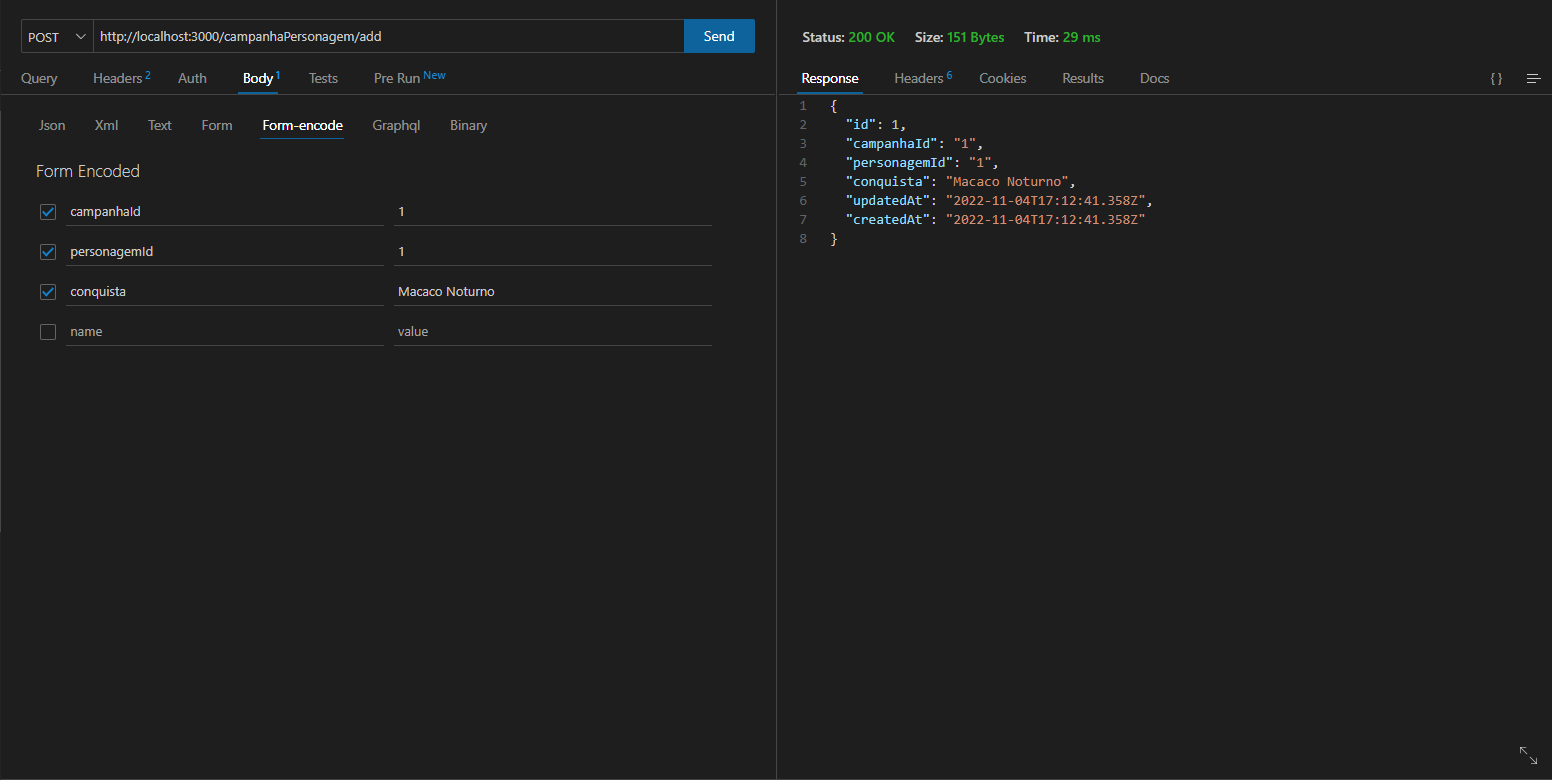 POST http://localhost:3000/campanhaPersonagem/add Send
Query Headers 2 Auth Body 1 Tests Pre Run New
Json Xml Text Form Form-encode Graphql Binary
Form Encoded
campanhaId 1
personagemId 1
conquista Macaco Noturno
name value
Status: 200 OK Size: 151 Bytes Time: 29 ms
Response Headers 6 Cookies Results Docs { }
1 {
2 "id": 1,
3 "campanhaId": "1",
4 "personagemId": "1",
5 "conquista": "Macaco Noturno",
6 "updatedAt": "2022-11-04T17:12:41.358Z",
7 "createdAt": "2022-11-04T17:12:41.358Z"
8 }